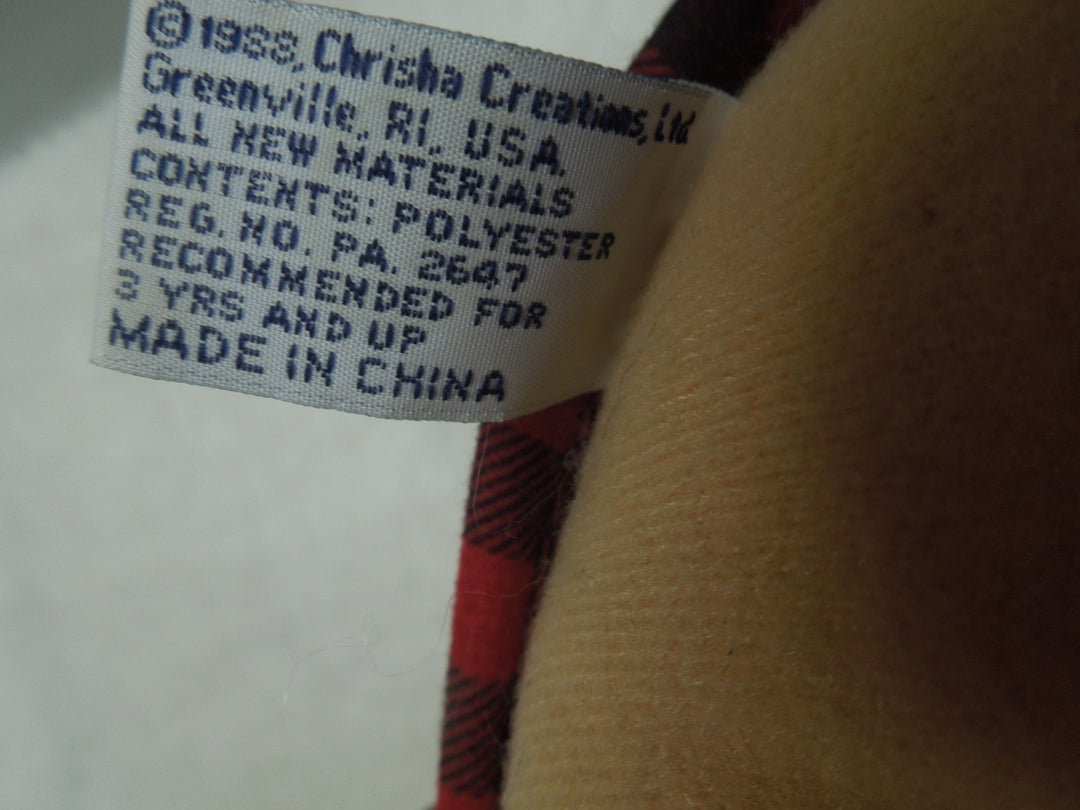 © 1988, Chrisha Creations, Ltd
Greenville, RI, USA.
ALL NEW MATERIALS
CONTENTS: POLYESTER
REG. NO. PA. 2647
RECOMMENDED FOR
3 YRS AND UP
MADE IN CHINA